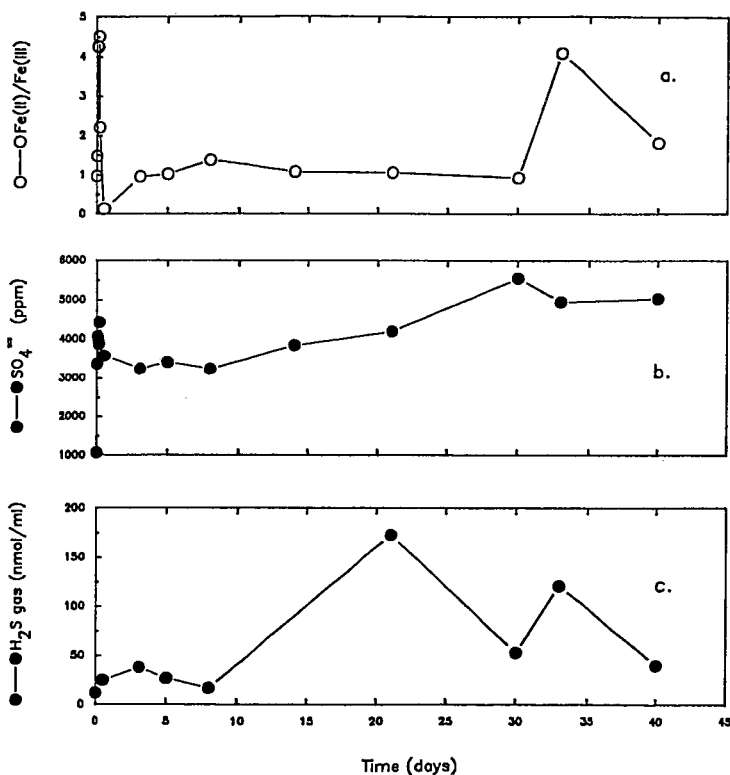 5
4
3
2
1
0
O—O Fe(II)/Fe(III)
a.
6000
5000
4000
3000
2000
1000
●—● SO4= (ppm)
b.
200
150
100
50
0
●—● H2S gas (nmol/ml)
c.
0 5 10 15 20 25 30 35 40 45
Time (days)